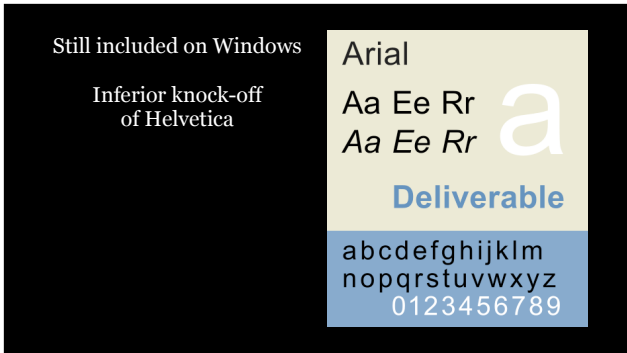 Still included on Windows
Inferior knock-off
of Helvetica
Arial
Aa Ee Rr
Aa Ee Rr
a
Deliverable
abcdefghijklm
nopqrstuvwxyz
0123456789